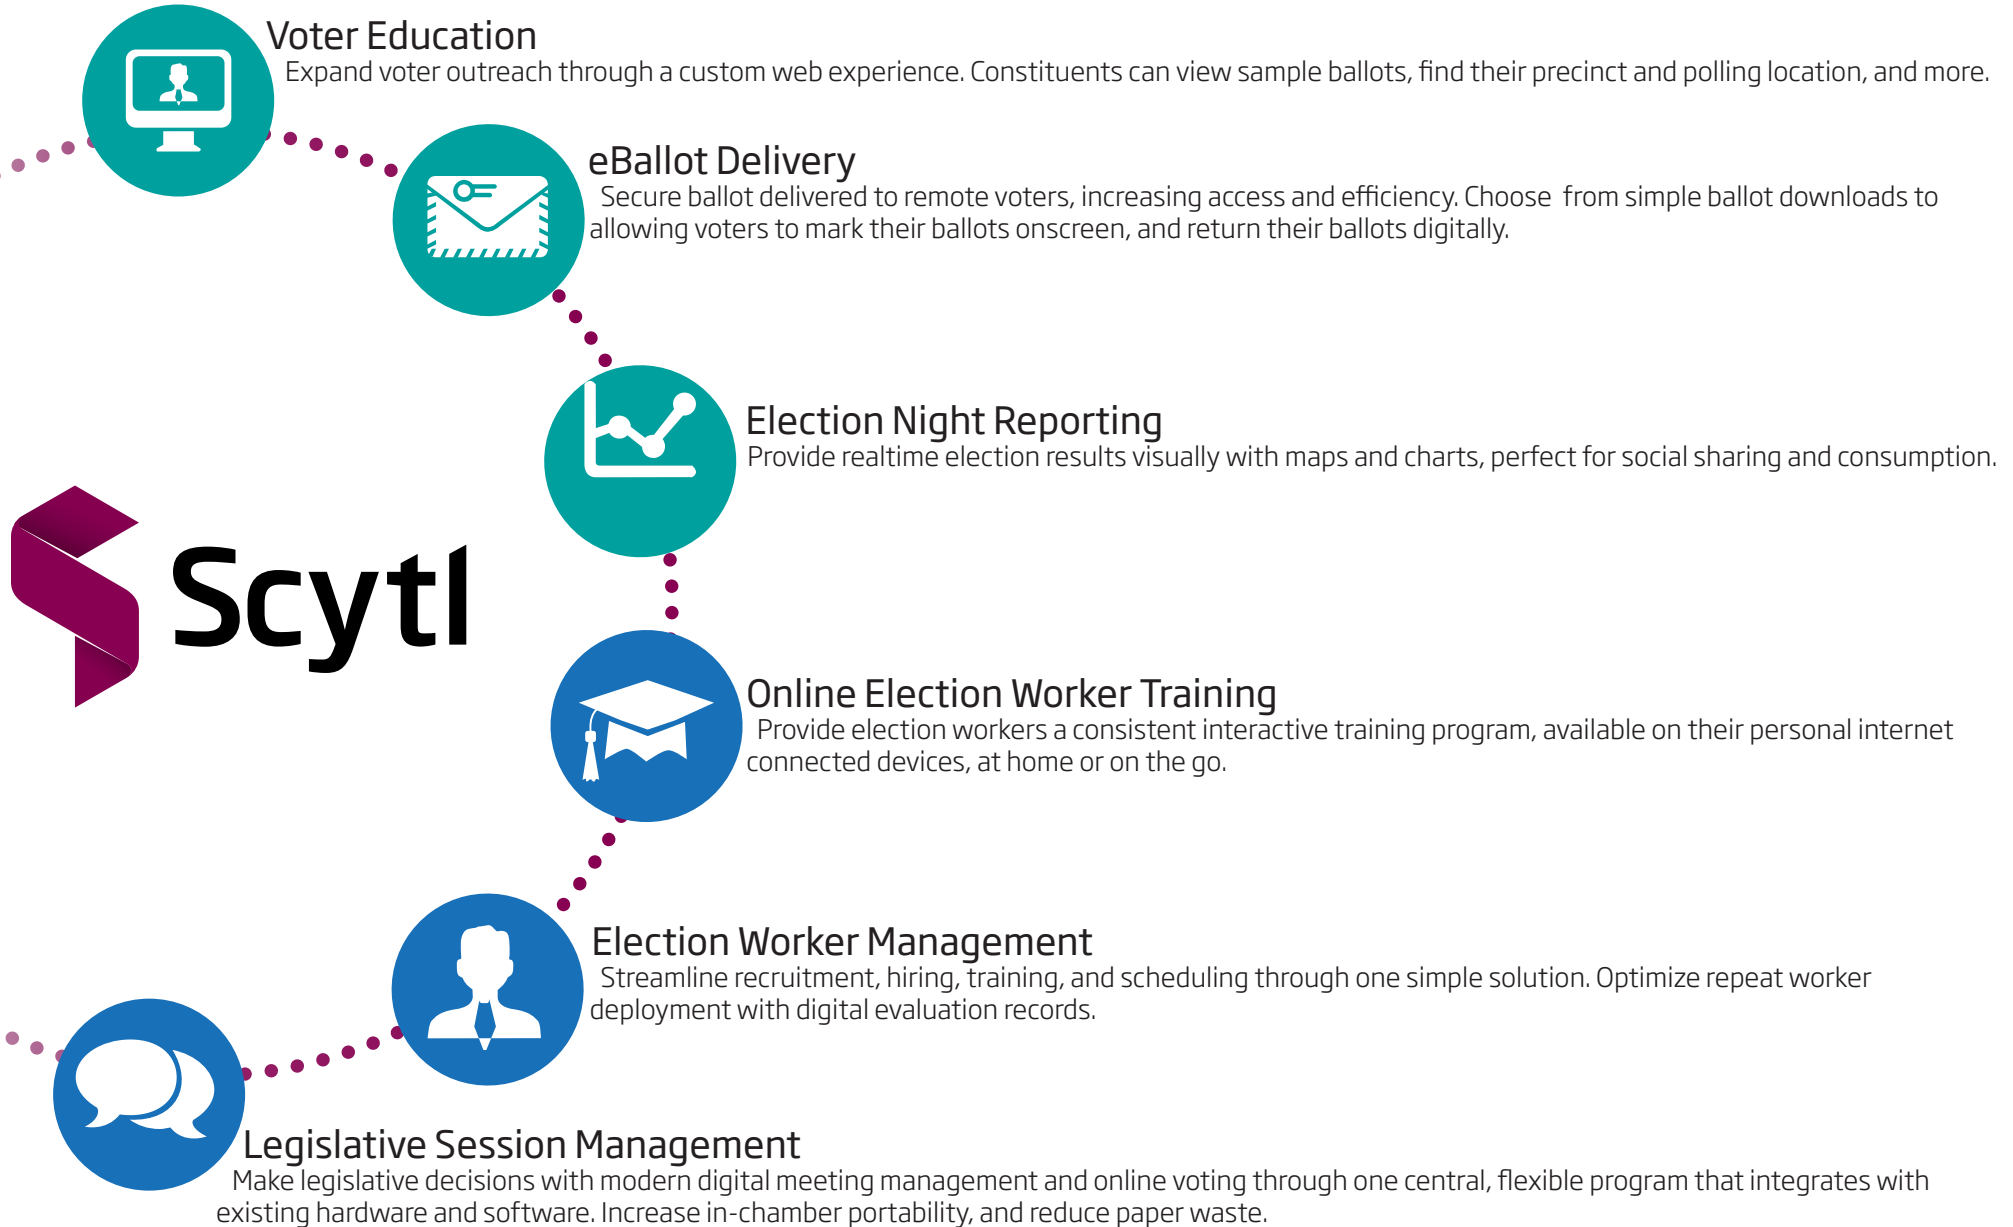 Voter Education
Expand voter outreach through a custom web experience. Constituents can view sample ballots, find their precinct and polling location, and more.
eBallot Delivery
Secure ballot delivered to remote voters, increasing access and efficiency. Choose from simple ballot downloads to
allowing voters to mark their ballots onscreen, and return their ballots digitally.
Election Night Reporting
Provide realtime election results visually with maps and charts, perfect for social sharing and consumption.
Scytl
Online Election Worker Training
Provide election workers a consistent interactive training program, available on their personal internet
connected devices, at home or on the go.
Election Worker Management
Streamline recruitment, hiring, training, and scheduling through one simple solution. Optimize repeat worker
deployment with digital evaluation records.
Legislative Session Management
Make legislative decisions with modern digital meeting management and online voting through one central, flexible program that integrates with
existing hardware and software. Increase in-chamber portability, and reduce paper waste.